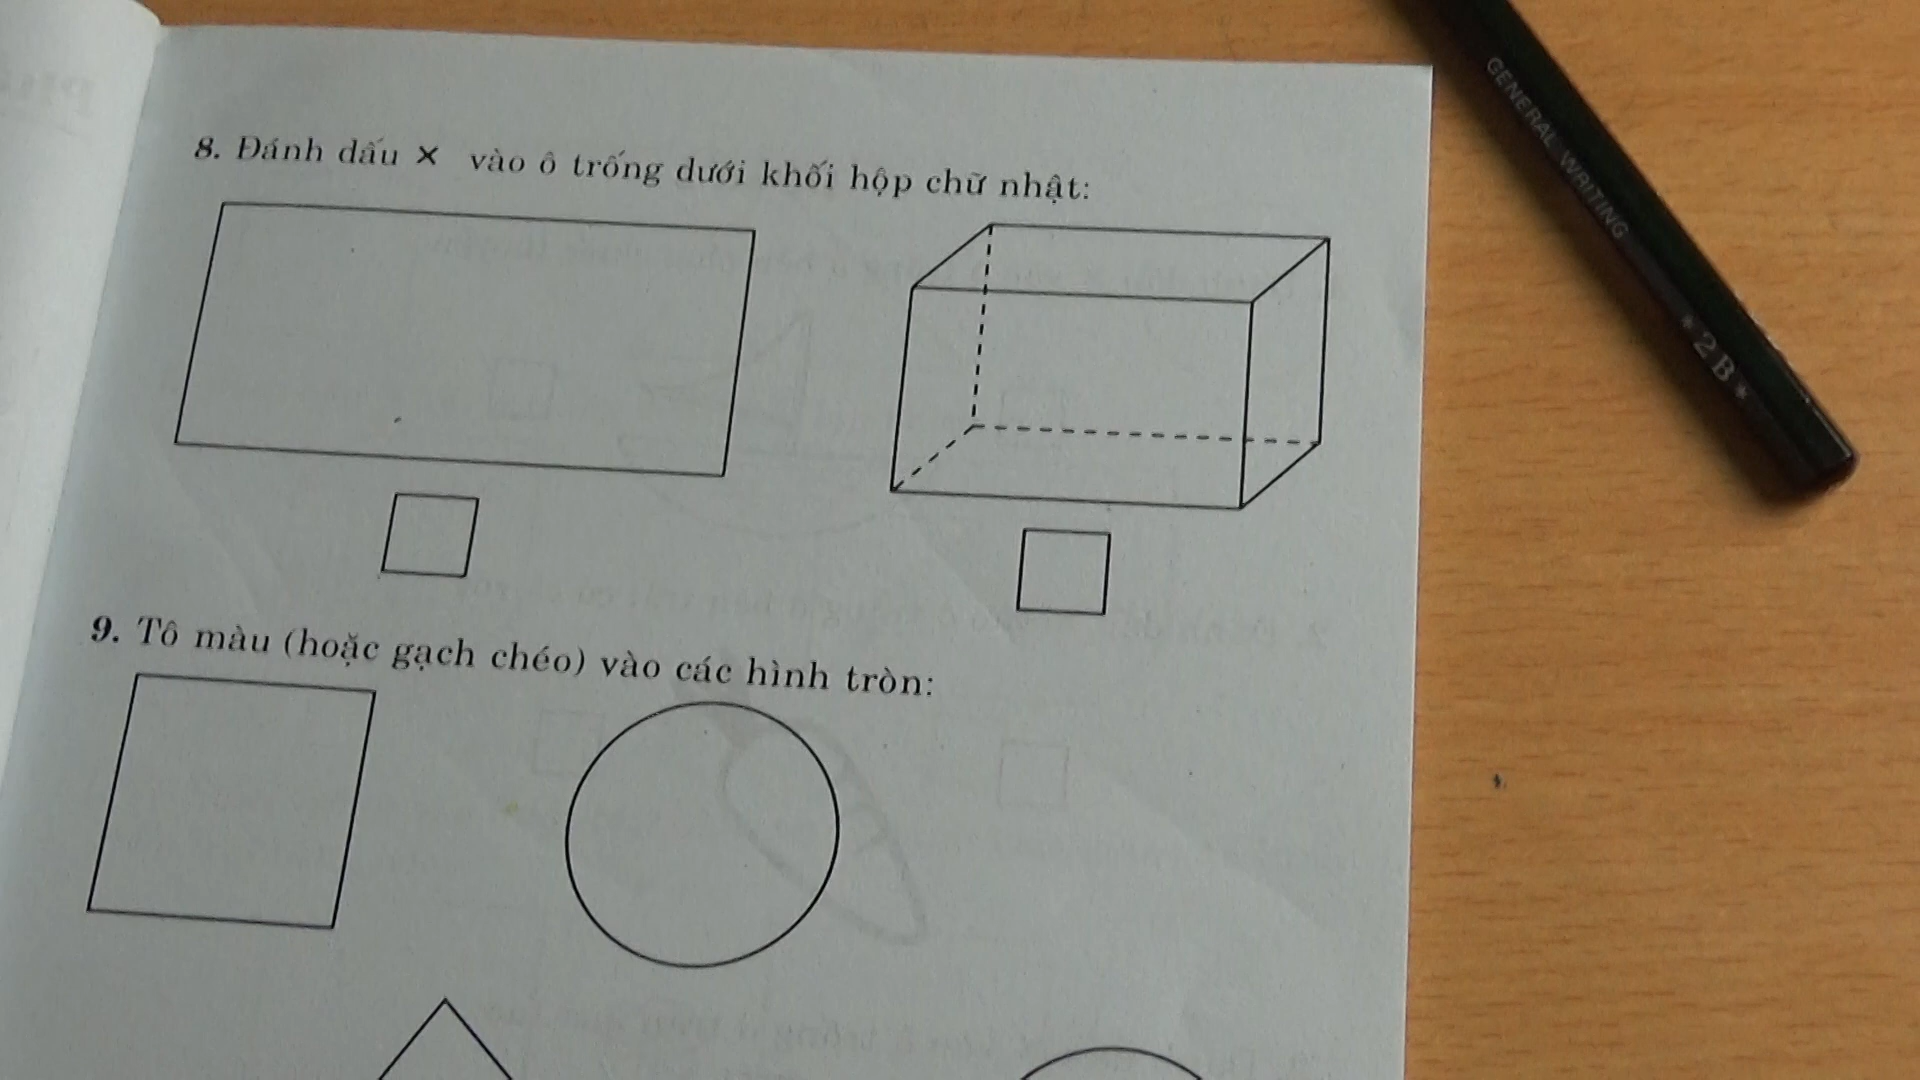 8. Đánh dấu × vào ô trống dưới khối hộp chữ nhật:
9. Tô màu (hoặc gạch chéo) vào các hình tròn:
GENERAL WRITING * 2B *